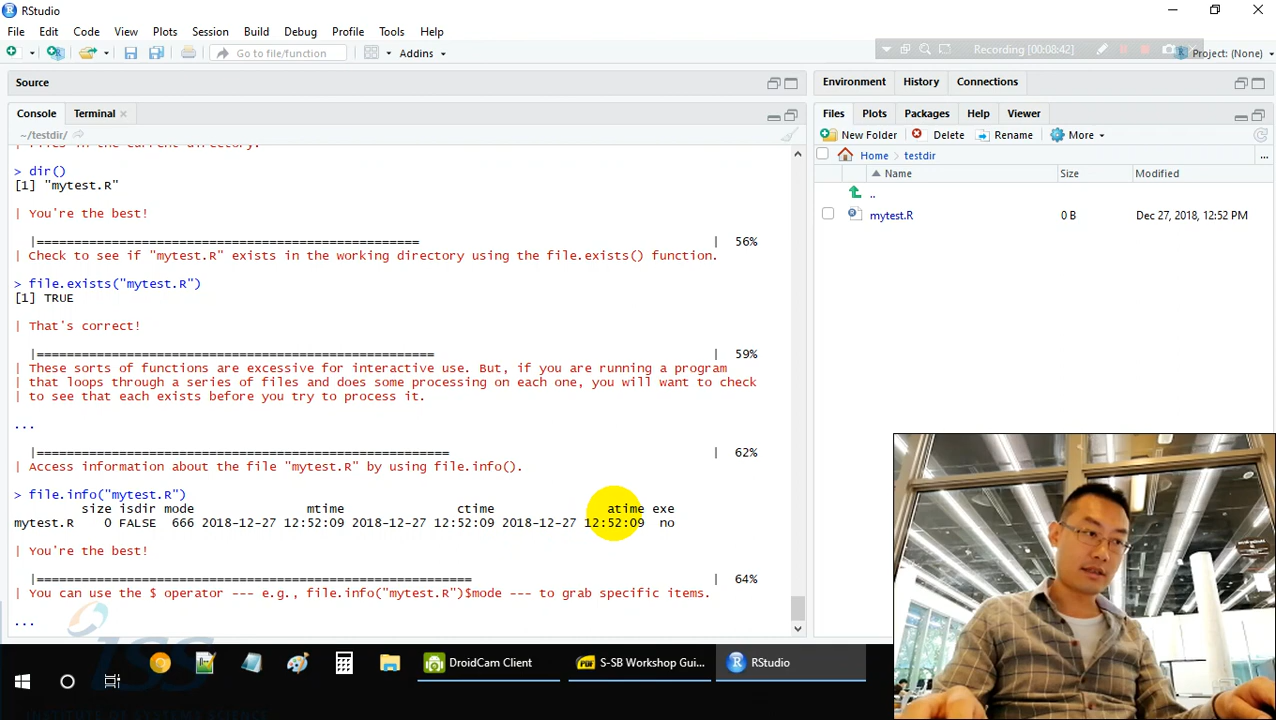 RStudio
File Edit Code View Plots Session Build Debug Profile Tools Help
Go to file/function
Addins
Recording [00:08:42]
Project: (None)
Source
Console Terminal
~/testdir/
| files in the current directory.
> dir()
[1] "mytest.R"
| You're the best!
|=================================================== | 56%
| Check to see if "mytest.R" exists in the working directory using the file.exists() function.
> file.exists("mytest.R")
[1] TRUE
| That's correct!
|===================================================== | 59%
| These sorts of functions are excessive for interactive use. But, if you are running a program
| that loops through a series of files and does some processing on each one, you will want to check
| to see that each exists before you try to process it.
...
|======================================================= | 62%
| Access information about the file "mytest.R" by using file.info().
> file.info("mytest.R")
size isdir mode mtime ctime atime exe
mytest.R 0 FALSE 666 2018-12-27 12:52:09 2018-12-27 12:52:09 2018-12-27 12:52:09 no
| You're the best!
|========================================================== | 64%
| You can use the $ operator --- e.g., file.info("mytest.R")$mode --- to grab specific items.
...
Environment History Connections
Files Plots Packages Help Viewer
New Folder Delete Rename More
Home testdir
...
Name Size Modified
..
mytest.R 0 B Dec 27, 2018, 12:52 PM
ISS
DroidCam Client
S-SB Workshop Gui...
RStudio